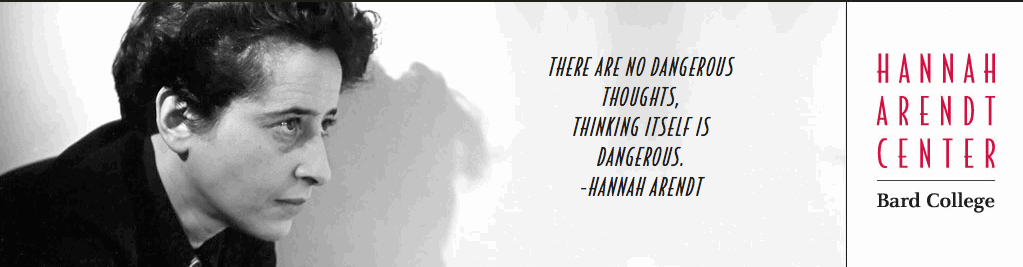 THERE ARE NO DANGEROUS
THOUGHTS,
THINKING ITSELF IS
DANGEROUS.
-HANNAH ARENDT
HANNAH
ARENDT
CENTER
Bard College